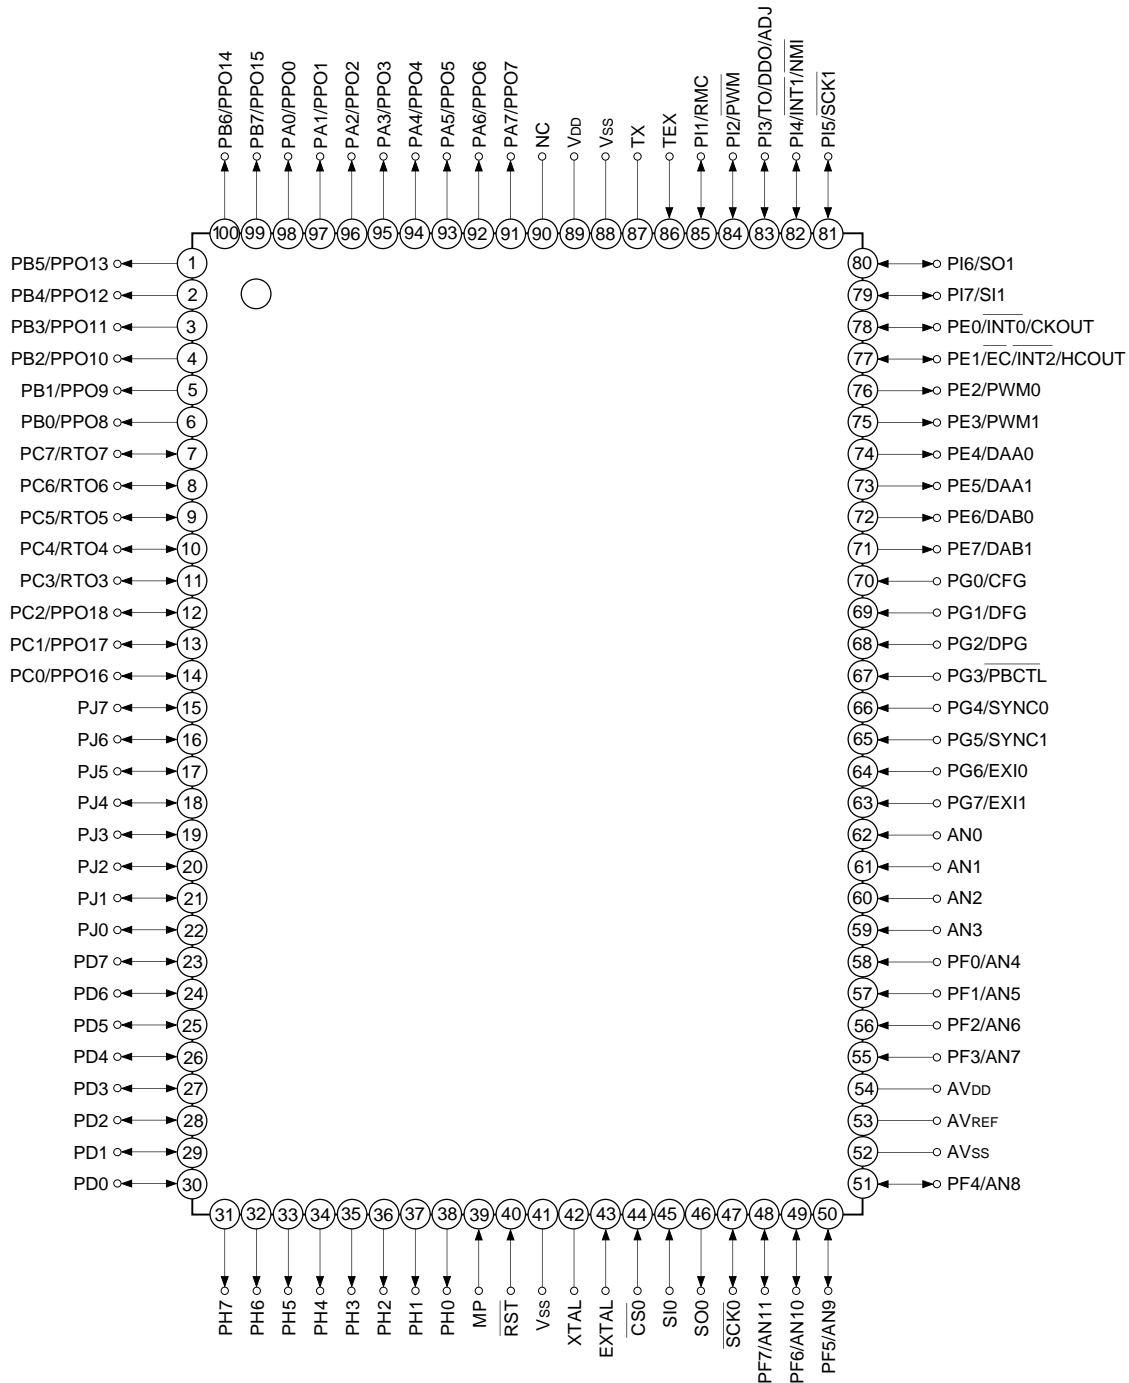 PB6/PPO14
PB7/PPO15
PA0/PPO0
PA1/PPO1
PA2/PPO2
PA3/PPO3
PA4/PPO4
PA5/PPO5
PA6/PPO6
PA7/PPO7
NC
VDD
VSS
TX
TEX
PI1/RMC
PI2/PWM
PI3/TO/DDO/ADJ
PI4/INT1/NMI
PI5/SCK1
100
99
98
97
96
95
94
93
92
91
90
89
88
87
86
85
84
83
82
81
PB5/PPO13 1
PB4/PPO12 2
PB3/PPO11 3
PB2/PPO10 4
PB1/PPO9 5
PB0/PPO8 6
PC7/RTO7 7
PC6/RTO6 8
PC5/RTO5 9
PC4/RTO4 10
PC3/RTO3 11
PC2/PPO18 12
PC1/PPO17 13
PC0/PPO16 14
PJ7 15
PJ6 16
PJ5 17
PJ4 18
PJ3 19
PJ2 20
PJ1 21
PJ0 22
PD7 23
PD6 24
PD5 25
PD4 26
PD3 27
PD2 28
PD1 29
PD0 30
80 PI6/SO1
79 PI7/SI1
78 PE0/INT0/CKOUT
77 PE1/EC/INT2/HCOUT
76 PE2/PWM0
75 PE3/PWM1
74 PE4/DAA0
73 PE5/DAA1
72 PE6/DAB0
71 PE7/DAB1
70 PG0/CFG
69 PG1/DFG
68 PG2/DPG
67 PG3/PBCTL
66 PG4/SYNC0
65 PG5/SYNC1
64 PG6/EXI0
63 PG7/EXI1
62 AN0
61 AN1
60 AN2
59 AN3
58 PF0/AN4
57 PF1/AN5
56 PF2/AN6
55 PF3/AN7
54 AVDD
53 AVREF
52 AVSS
51 PF4/AN8
31
32
33
34
35
36
37
38
39
40
41
42
43
44
45
46
47
48
49
50
PH7
PH6
PH5
PH4
PH3
PH2
PH1
PH0
MP
RST
VSS
XTAL
EXTAL
CS0
SI0
SO0
SCK0
PF7/AN11
PF6/AN10
PF5/AN9